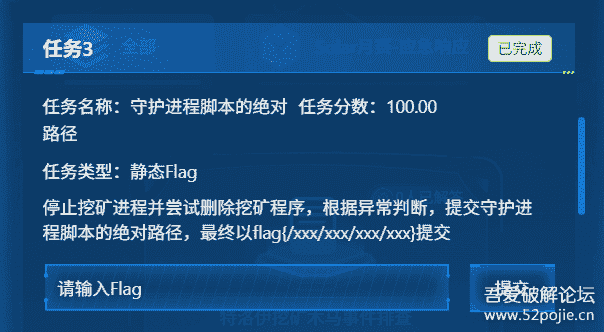 任务3
已完成
任务名称：守护进程脚本的绝对路径
任务分数：100.00
任务类型：静态Flag
停止挖矿进程并尝试删除挖矿程序，根据异常判断，提交守护进
程脚本的绝对路径，最终以flag{/xxx/xxx/xxx/xxx}提交
请输入Flag
提交
吾爱破解论坛
www.52pojie.cn